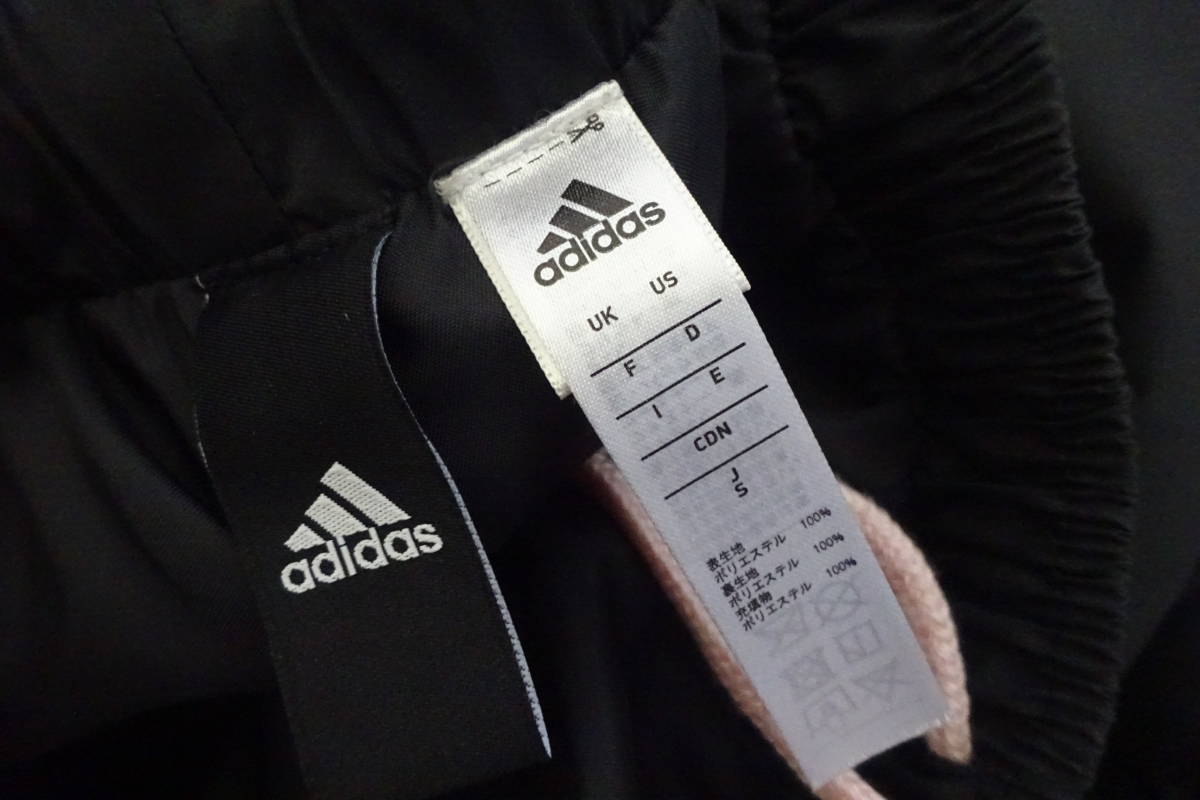 adidas
adidas
UK US
F D
I E
CDN
J
S
表生地
ポリエステル 100%
裏生地
ポリエステル 100%
充填物
ポリエステル 100%